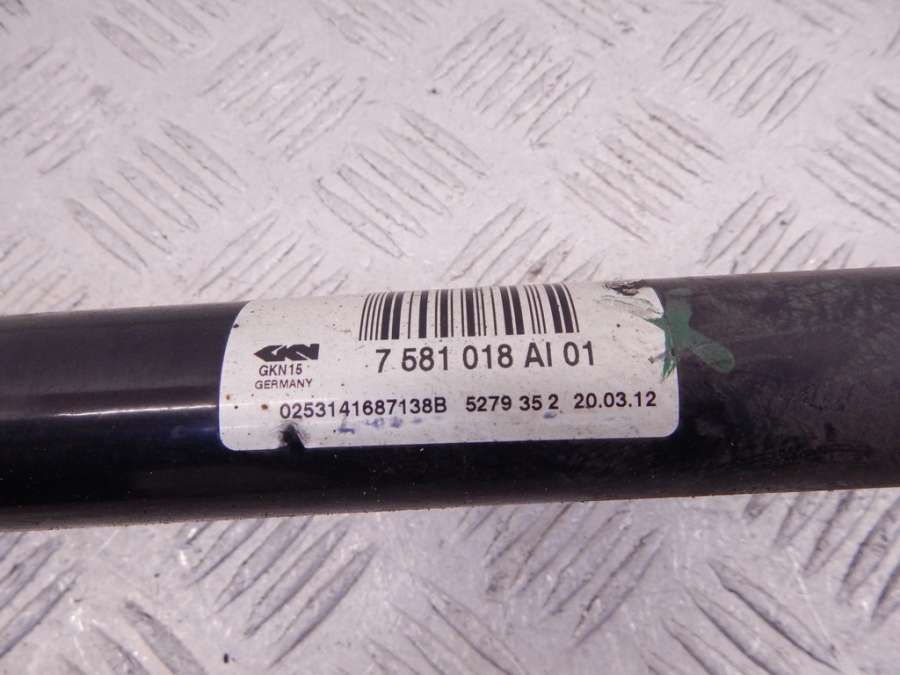 GKN
7 581 018 AI 01
GKN15
GERMANY
0253141687138B 5279 35 2 20.03.12